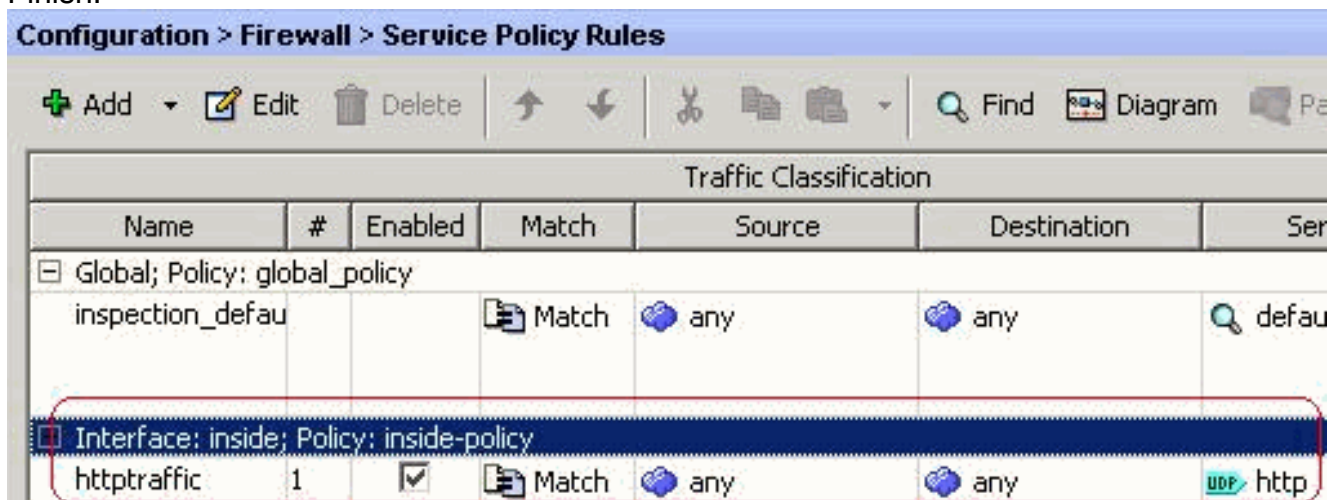 Configuration > Firewall > Service Policy Rules
Add Edit Delete Find Diagram
Traffic Classification
Name # Enabled Match Source Destination Ser
Global; Policy: global_policy
inspection_defau Match any any defau
Interface: inside; Policy: inside-policy
httptraffic 1 Match any any UDP http